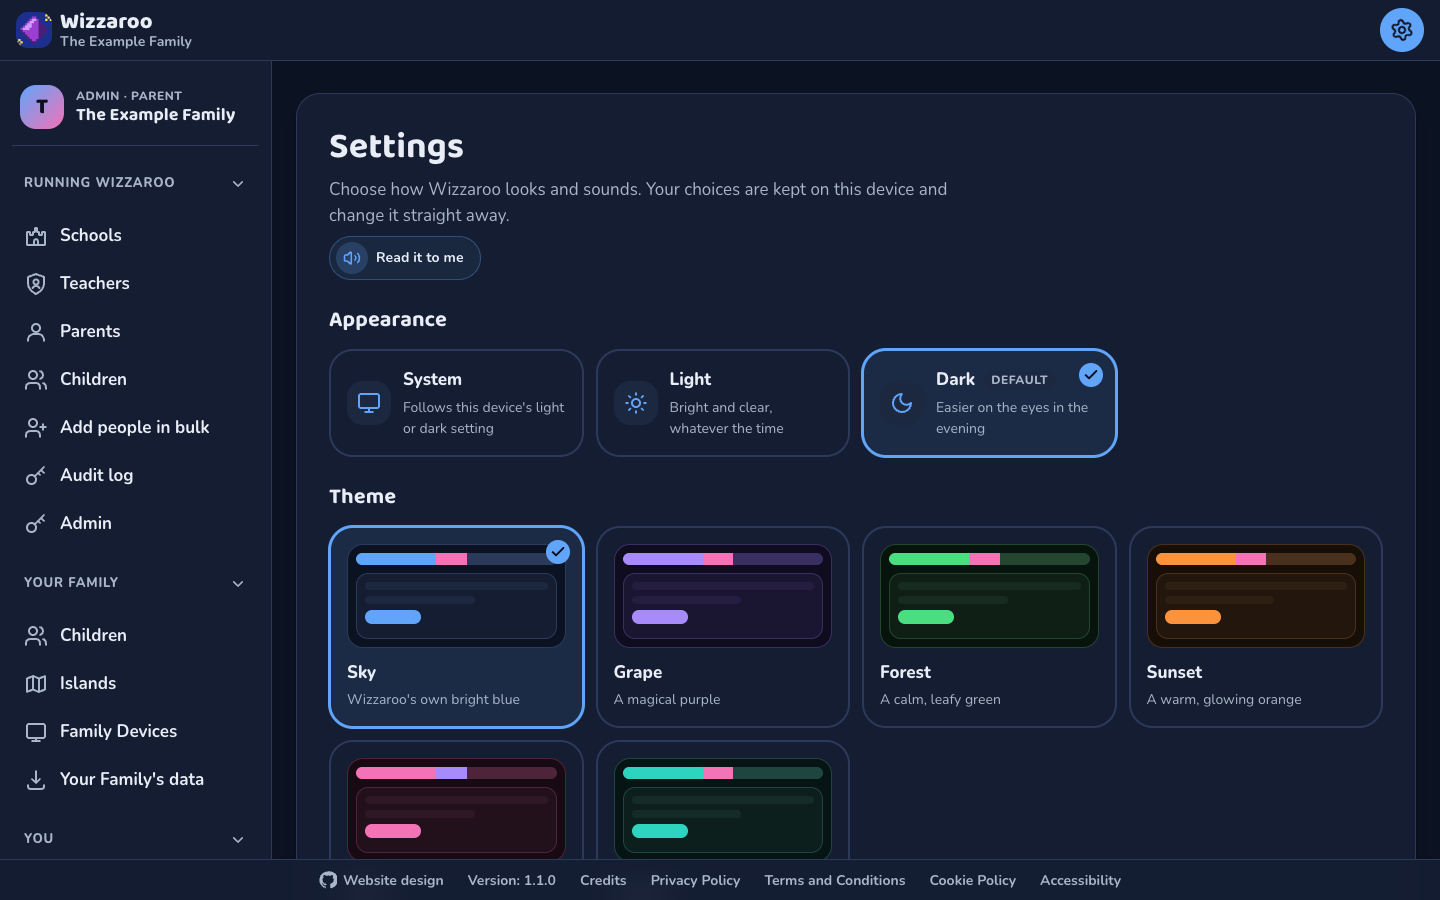 Wizzaroo
The Example Family
T
ADMIN · PARENT
The Example Family
RUNNING WIZZAROO
Schools
Teachers
Parents
Children
Add people in bulk
Audit log
Admin
YOUR FAMILY
Children
Islands
Family Devices
Your Family's data
YOU
Settings
Choose how Wizzaroo looks and sounds. Your choices are kept on this device and
change it straight away.
Read it to me
Appearance
System
Follows this device's light
or dark setting
Light
Bright and clear,
whatever the time
Dark DEFAULT
Easier on the eyes in the
evening
Theme
Sky
Wizzaroo's own bright blue
Grape
A magical purple
Forest
A calm, leafy green
Sunset
A warm, glowing orange
Website design Version: 1.1.0 Credits Privacy Policy Terms and Conditions Cookie Policy Accessibility